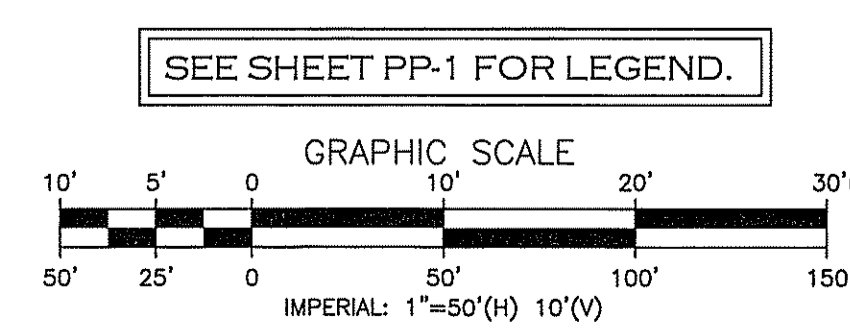 SEE SHEET PP-1 FOR LEGEND.
GRAPHIC SCALE
10' 5' 0 10' 20' 30'
50' 25' 0 50' 100' 150
IMPERIAL: 1"=50'(H) 10'(V)